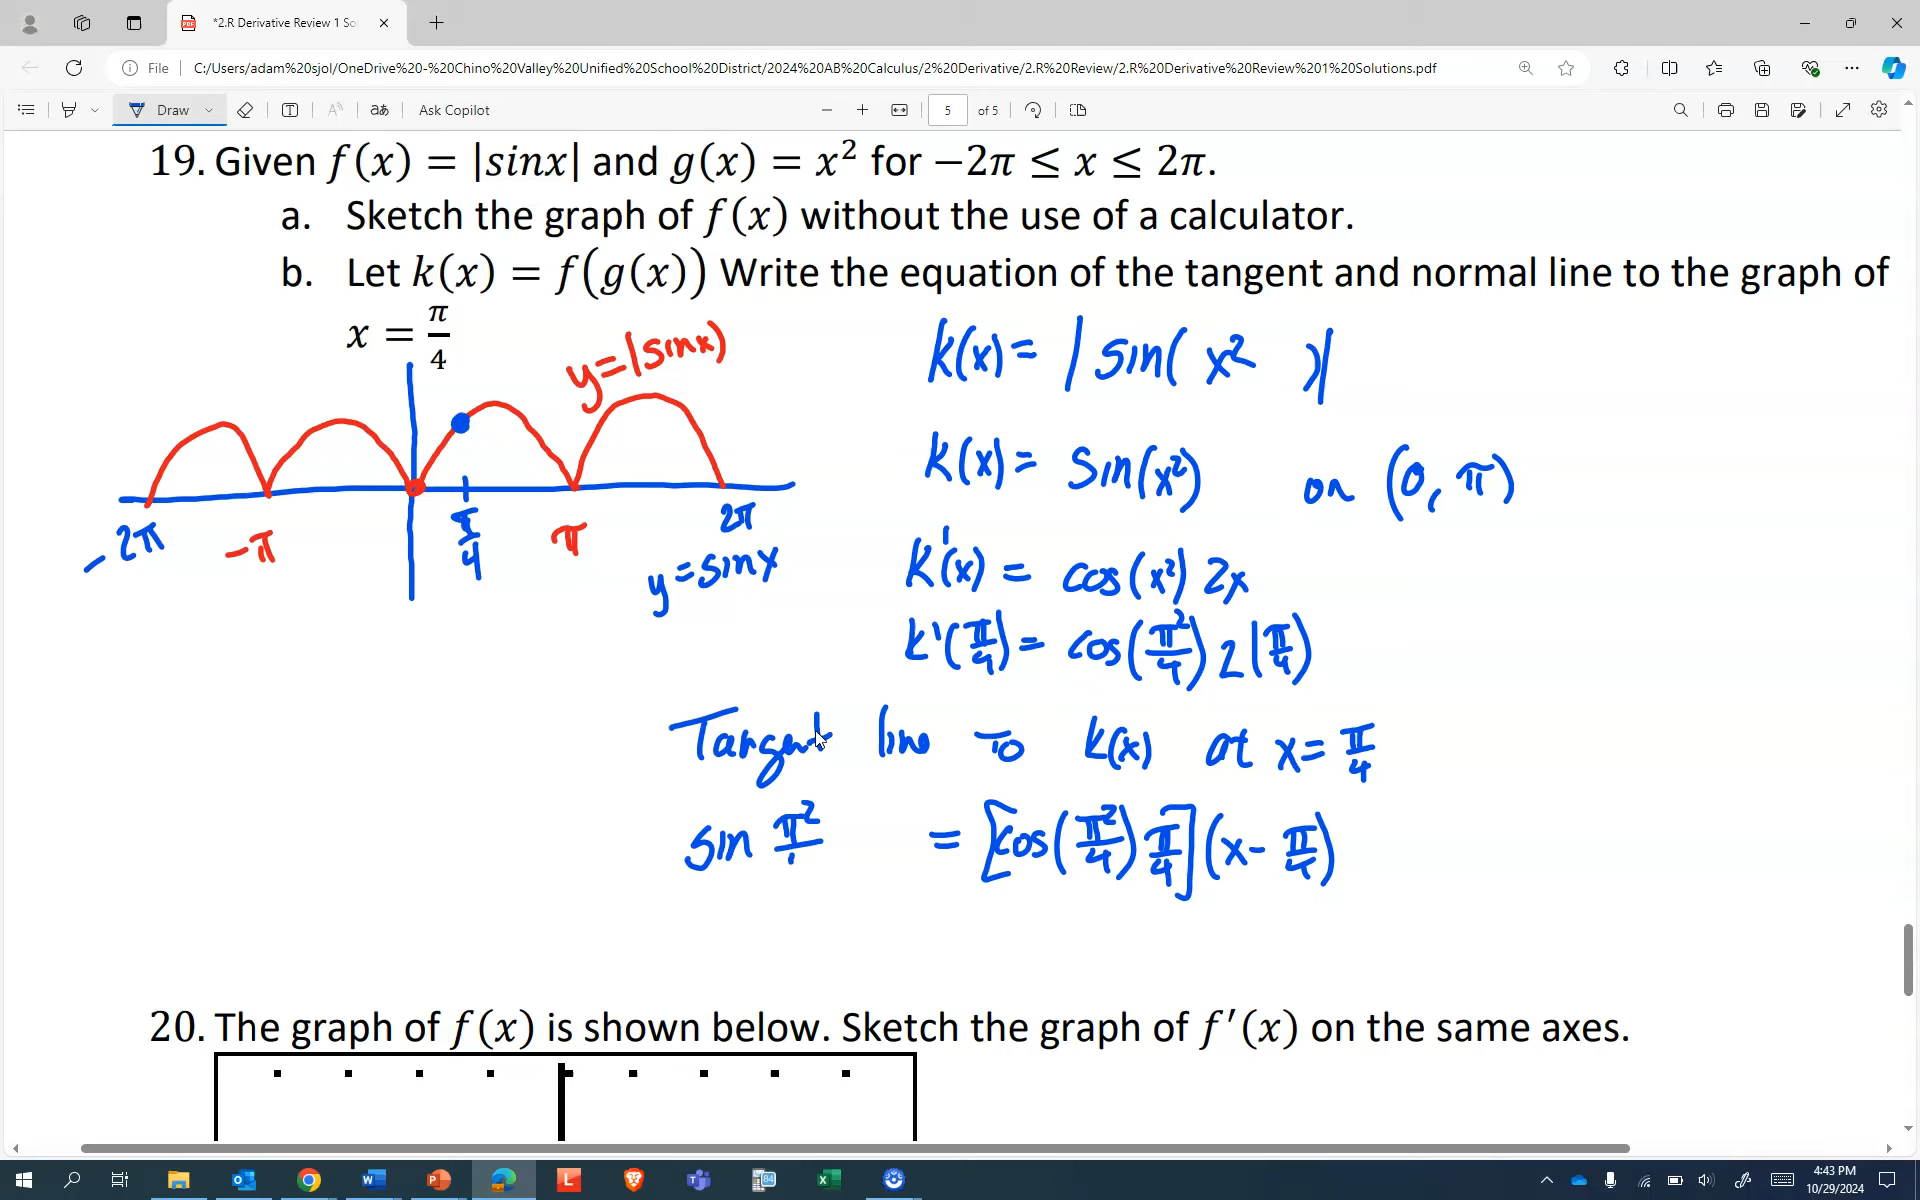 *2.R Derivative Review 1 So
File
C:/Users/adam%20sjol/OneDrive%20-%20Chino%20Valley%20Unified%20School%20District/2024%20AB%20Calculus/2%20Derivative/2.R%20Review/2.R%20Derivative%20Review%201%20Solutions.pdf
Draw
Ask Copilot
5 of 5
19. Given f(x) = |sinx| and g(x) = x² for −2π ≤ x ≤ 2π.
a. Sketch the graph of f(x) without the use of a calculator.
b. Let k(x) = f(g(x)) Write the equation of the tangent and normal line to the graph of
x = π/4
y=|sinx|
k(x) = | sin( x² )|
k(x) = sin(x²) on (0, π)
-2π -π π/4 π 2π
y=sinx
k'(x) = cos(x²) 2x
k'(π/4) = cos(π²/4) 2(π/4)
Tangent line to k(x) at x= π/4
sin π² = [cos(π²/4) π/4](x- π/4)
20. The graph of f(x) is shown below. Sketch the graph of f′(x) on the same axes.
4:43 PM
10/29/2024